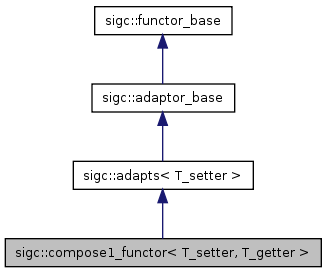 sigc::functor_base
sigc::adaptor_base
sigc::adapts< T_setter >
sigc::compose1_functor< T_setter, T_getter >